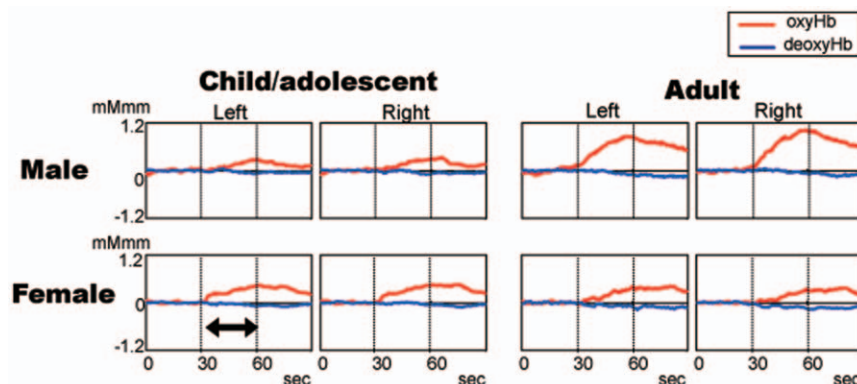 oxyHb
deoxyHb
Child/adolescent
Adult
mMmm
Left
Right
Left
Right
1.2
Male
0
-1.2
mMmm
1.2
Female
0
-1.2
0 30 60 0 30 60 0 30 60 0 30 60
sec sec sec sec